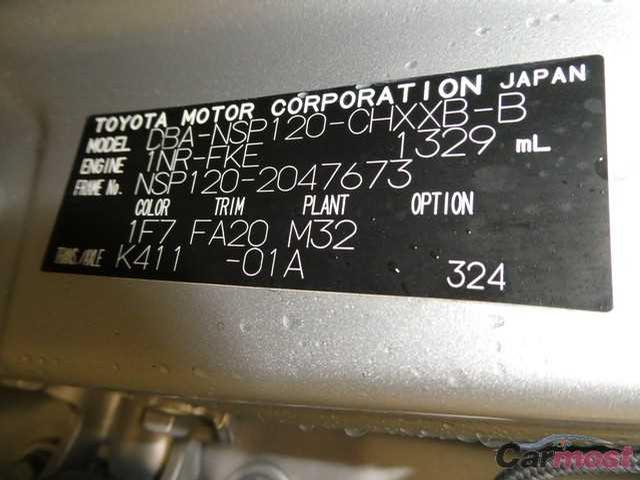 TOYOTA MOTOR CORPORATION JAPAN
MODEL DBA-NSP120-CHXXB-B
ENGINE 1NR-FKE 1329 mL
FRAME No. NSP120-2047673
COLOR TRIM PLANT OPTION
1F7 FA20 M32
TRANS/AXLE K411 -01A 324
Carmost